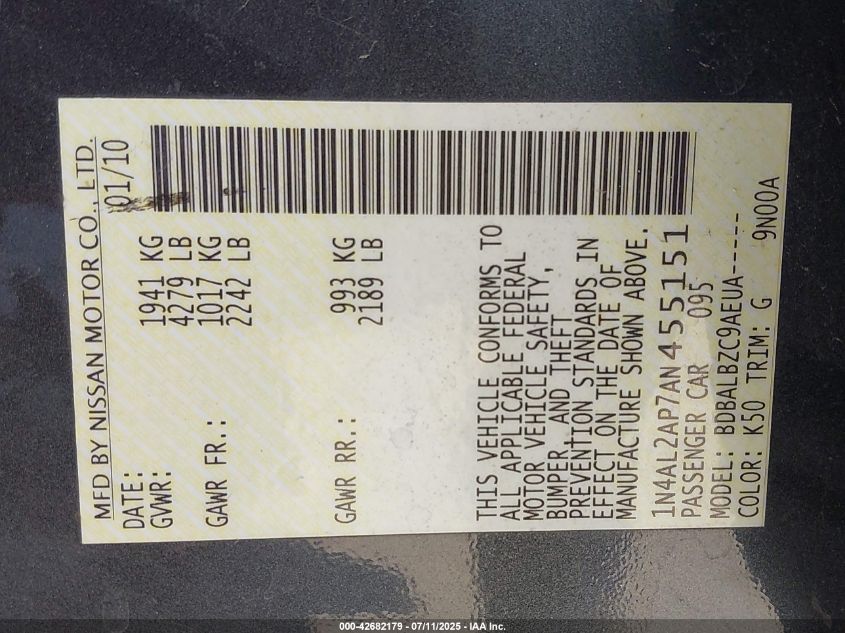 MFD BY NISSAN MOTOR CO., LTD.
DATE: 01/10
GVWR: 1941 KG
4279 LB
GAWR FR.: 1017 KG
2242 LB
GAWR RR.: 993 KG
2189 LB
THIS VEHICLE CONFORMS TO
ALL APPLICABLE FEDERAL
MOTOR VEHICLE SAFETY,
BUMPER, AND THEFT
PREVENTION STANDARDS IN
EFFECT ON THE DATE OF
MANUFACTURE SHOWN ABOVE.
1N4AL2AP7AN455151
PASSENGER CAR 095
MODEL: BDBALBZC9AEUA-----
COLOR: K50 TRIM: G 9N00A
000-42682179 - 07/11/2025 - IAA Inc.